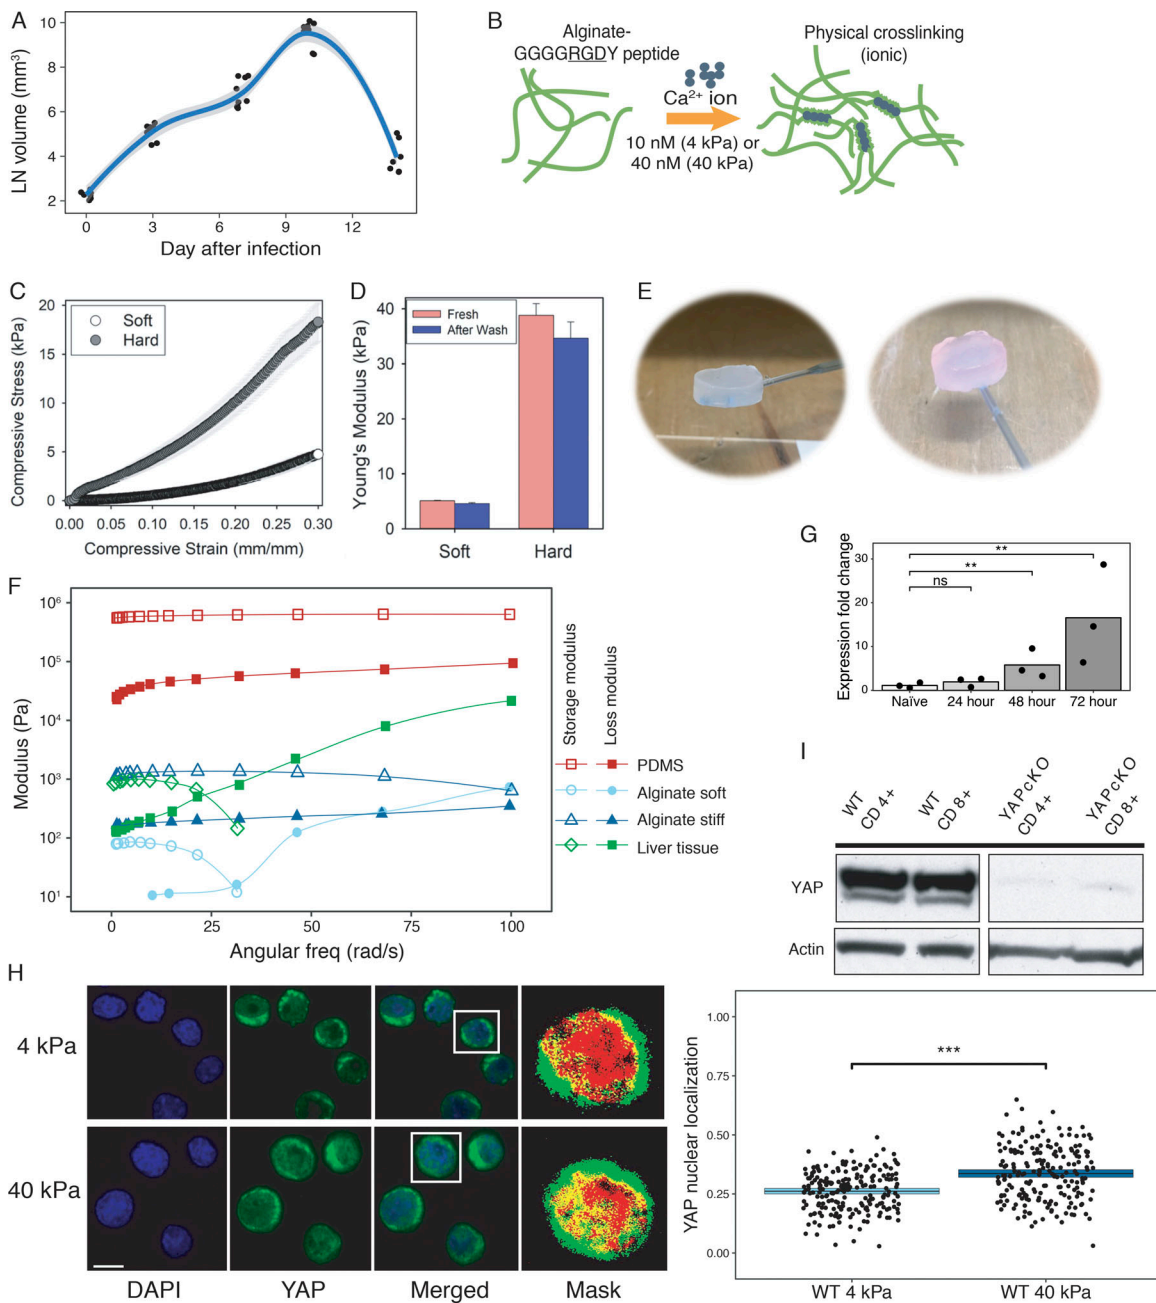 A
LN volume (mm³)
10
8
6
4
2
0
3
6
9
12
Day after infection
B
Alginate-
GGGGRGDY peptide
Ca²⁺ ion
10 nM (4 kPa) or
40 nM (40 kPa)
Physical crosslinking
(ionic)
C
Compressive Stress (kPa)
20
15
10
5
0
Soft
Hard
0.00
0.05
0.10
0.15
0.20
0.25
0.30
Compressive Strain (mm/mm)
D
Young's Modulus (kPa)
40
30
20
10
0
Fresh
After Wash
Soft
Hard
E
F
Modulus (Pa)
10⁶
10⁵
10⁴
10³
10²
10¹
0
25
50
75
100
Angular freq (rad/s)
Storage modulus
Loss modulus
PDMS
Alginate soft
Alginate stiff
Liver tissue
G
Expression fold change
30
20
10
0
ns
**
**
Naïve
24 hour
48 hour
72 hour
I
WT
CD 4+
WT
CD 8+
YAP cKO
CD 4+
YAP cKO
CD 8+
YAP
Actin
H
4 kPa
40 kPa
DAPI
YAP
Merged
Mask
YAP nuclear localization
1.00
0.75
0.50
0.25
0.00
***
WT 4 kPa
WT 40 kPa